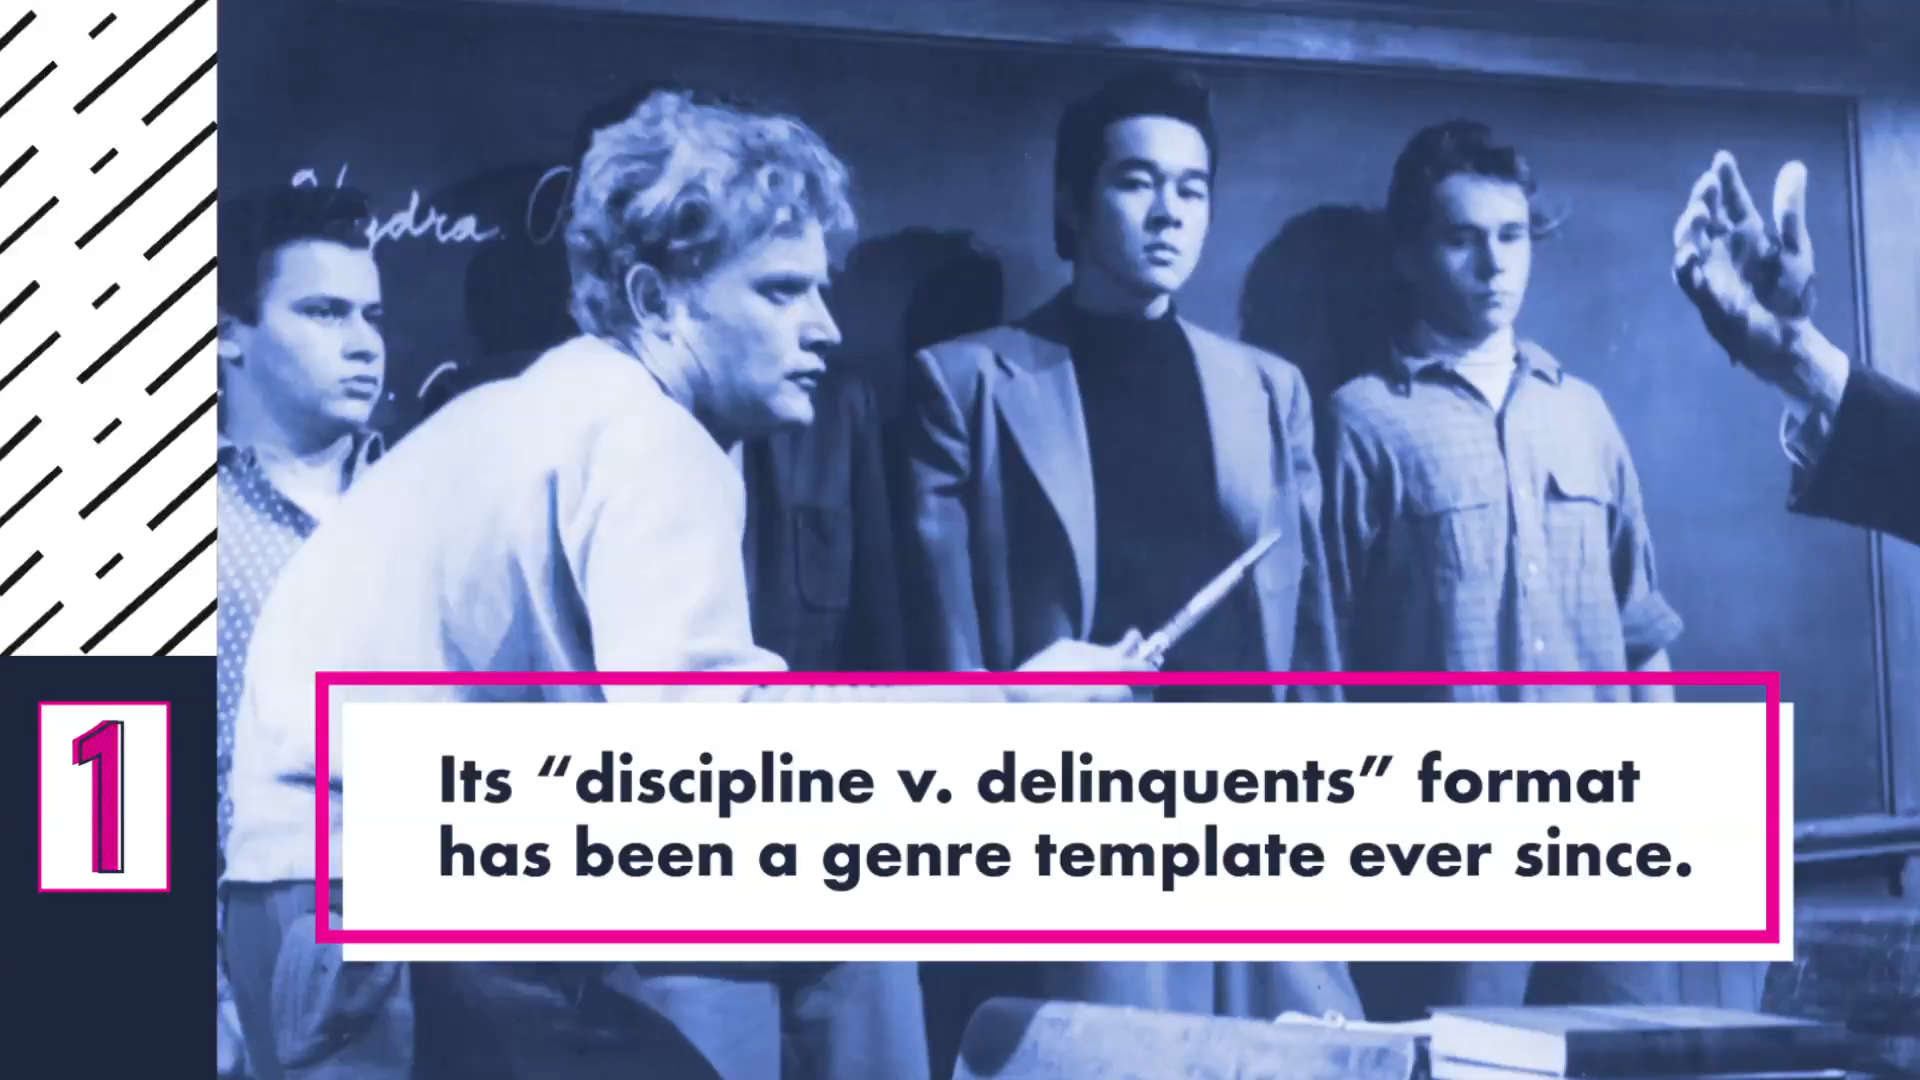 1
Its “discipline v. delinquents” format
has been a genre template ever since.